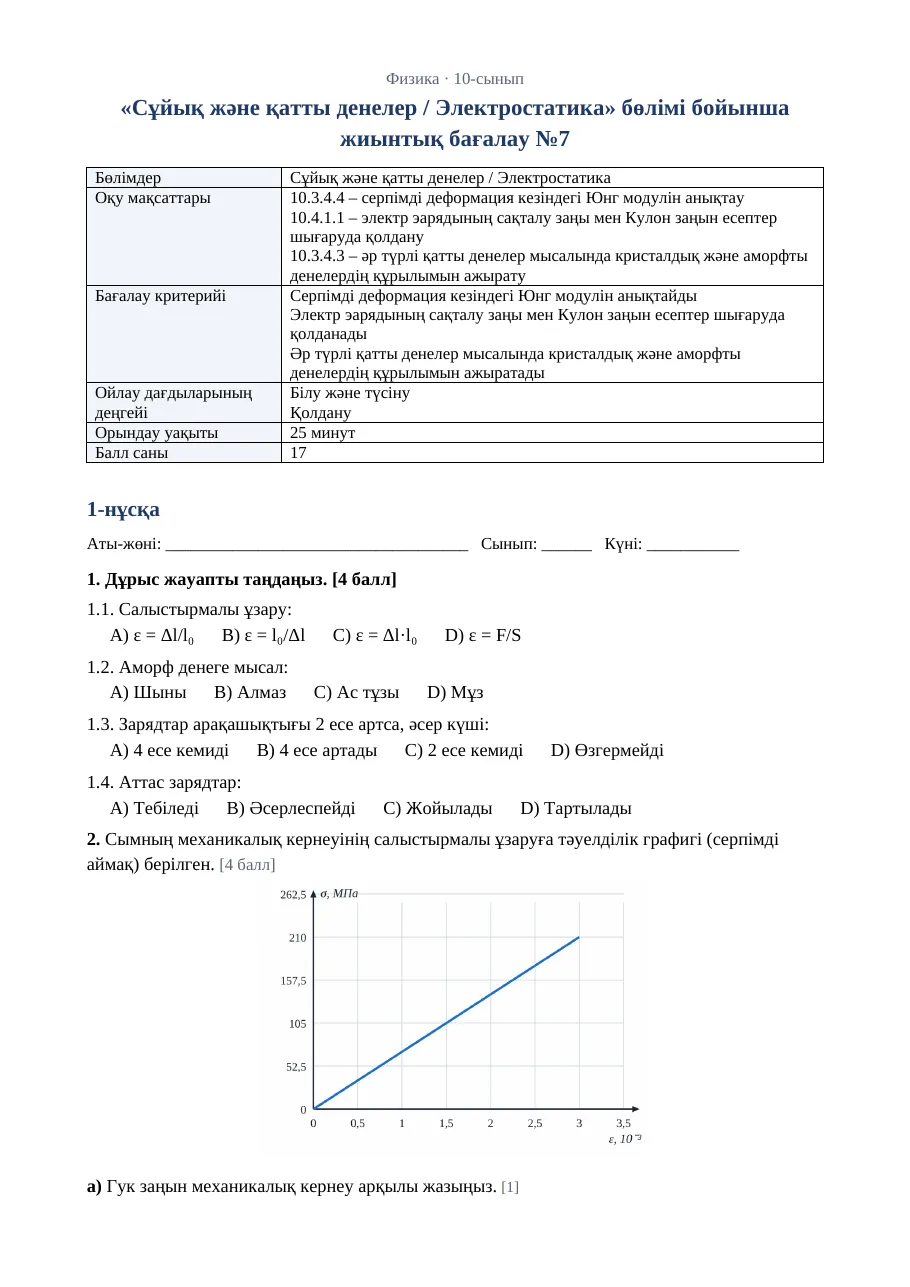 Физика · 10-сынып
«Сұйық және қатты денелер / Электростатика» бөлімі бойынша
жиынтық бағалау №7
Бөлімдер
Сұйық және қатты денелер / Электростатика
Оқу мақсаттары
10.3.4.4 – серпімді деформация кезіндегі Юнг модулін анықтау
10.4.1.1 – электр эарядының сақталу заңы мен Кулон заңын есептер
шығаруда қолдану
10.3.4.3 – әр түрлі қатты денелер мысалында кристалдық және аморфты
денелердің құрылымын ажырату
Бағалау критерийі
Серпімді деформация кезіндегі Юнг модулін анықтайды
Электр эарядының сақталу заңы мен Кулон заңын есептер шығаруда
қолданады
Әр түрлі қатты денелер мысалында кристалдық және аморфты
денелердің құрылымын ажыратады
Ойлау дағдыларының
деңгейі
Білу және түсіну
Қолдану
Орындау уақыты
25 минут
Балл саны
17
1-нұсқа
Аты-жөні: ____________________________________ Сынып: ______ Күні: ___________
1. Дұрыс жауапты таңдаңыз. [4 балл]
1.1. Салыстырмалы ұзару:
A) ε = Δl/l₀ B) ε = l₀/Δl C) ε = Δl·l₀ D) ε = F/S
1.2. Аморф денеге мысал:
A) Шыны B) Алмаз C) Ас тұзы D) Мұз
1.3. Зарядтар арақашықтығы 2 есе артса, әсер күші:
A) 4 есе кемиді B) 4 есе артады C) 2 есе кемиді D) Өзгермейді
1.4. Аттас зарядтар:
A) Тебіледі B) Әсерлеспейді C) Жойылады D) Тартылады
2. Сымның механикалық кернеуінің салыстырмалы ұзаруға тәуелділік графигі (серпімді
аймақ) берілген. [4 балл]
262,5 σ, МПа
210
157,5
105
52,5
0
0 0,5 1 1,5 2 2,5 3 3,5
ε, 10⁻³
а) Гук заңын механикалық кернеу арқылы жазыңыз. [1]